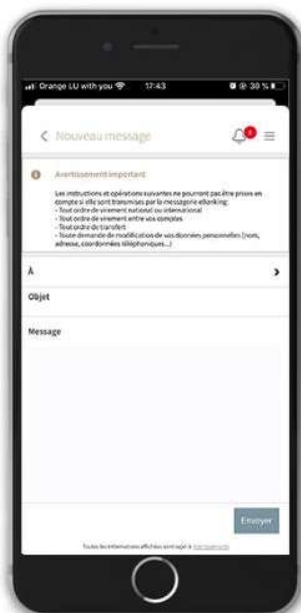 Orange LU with you 17:43 30 %
Nouveau message
Avertissement important
Les instructions et opérations suivantes ne pourront pas être prises en
compte si elle sont transmises par la messagerie eBanking:
- Tout ordre de virement national ou international
- Tout ordre de virement entre vos comptes
- Tout ordre de transfert
- Toute demande de modification de vos données personnelles (nom,
adresse, coordonnées téléphoniques...)
À
Objet
Message
Envoyer
Toutes les informations affichées sont sujet à